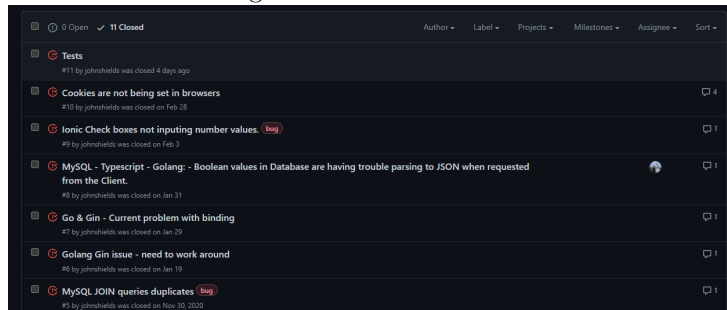 0 Open 11 Closed Author Label Projects Milestones Assignee Sort
Tests
#11 by johnshields was closed 4 days ago
Cookies are not being set in browsers 4
#10 by johnshields was closed on Feb 28
Ionic Check boxes not inputing number values. bug 1
#9 by johnshields was closed on Feb 3
MySQL - Typescript - Golang: - Boolean values in Database are having trouble parsing to JSON when requested 1
from the Client.
#8 by johnshields was closed on Jan 31
Go & Gin - Current problem with binding 1
#7 by johnshields was closed on Jan 29
Golang Gin issue - need to work around 1
#6 by johnshields was closed on Jan 19
MySQL JOIN queries duplicates bug 1
#5 by johnshields was closed on Nov 30, 2020